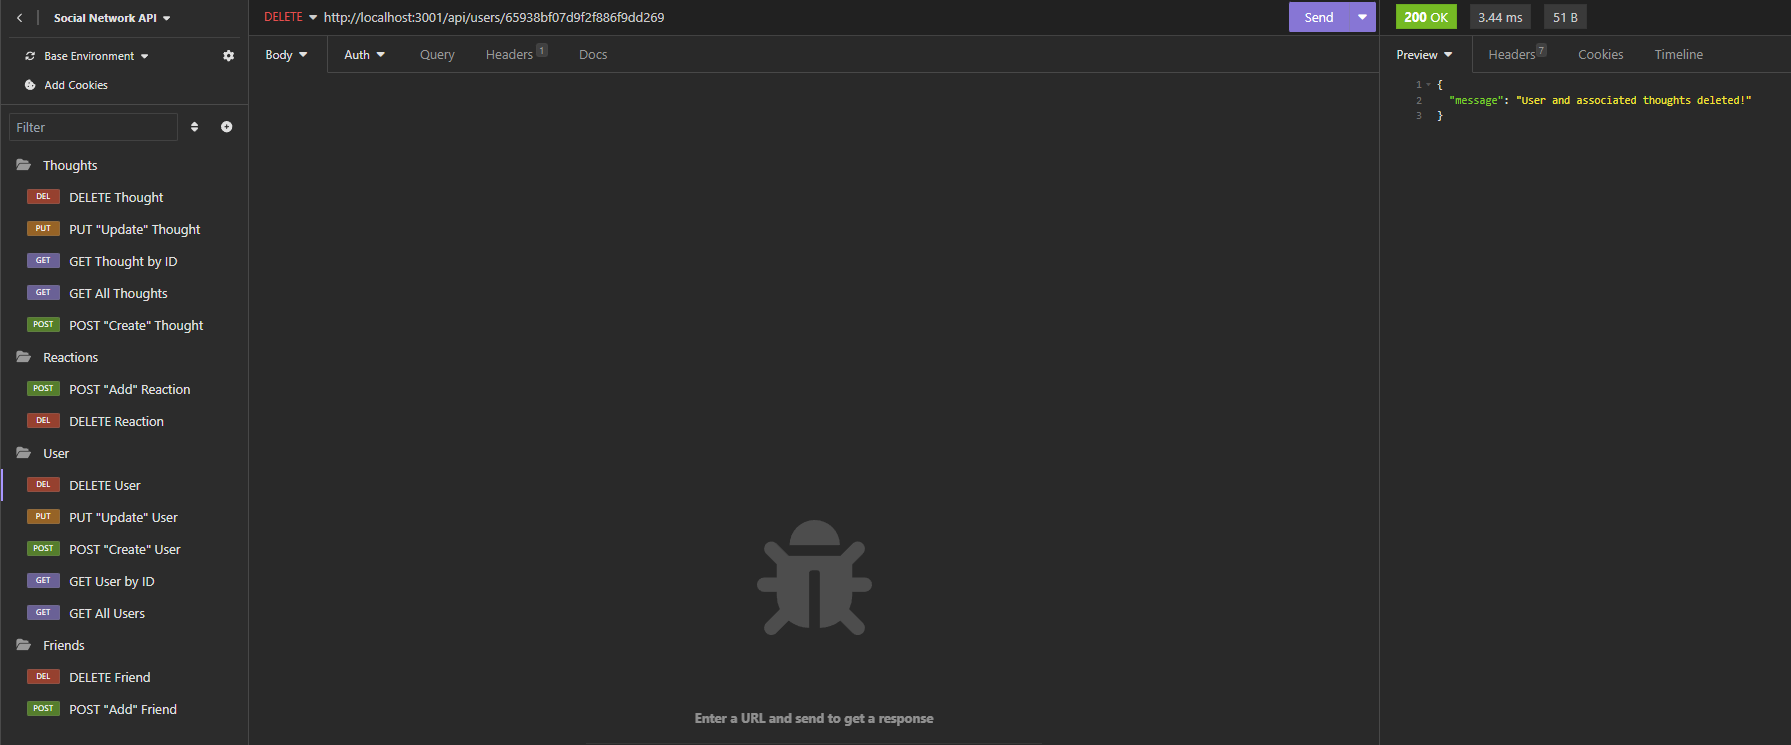 Social Network API
Base Environment
Add Cookies
Filter
Thoughts
DEL DELETE Thought
PUT PUT "Update" Thought
GET GET Thought by ID
GET GET All Thoughts
POST POST "Create" Thought
Reactions
POST POST "Add" Reaction
DEL DELETE Reaction
User
DEL DELETE User
PUT PUT "Update" User
POST POST "Create" User
GET GET User by ID
GET GET All Users
Friends
DEL DELETE Friend
POST POST "Add" Friend
DELETE http://localhost:3001/api/users/65938bf07d9f2f886f9dd269 Send
Body Auth Query Headers 1 Docs
Enter a URL and send to get a response
200 OK 3.44 ms 51 B
Preview Headers 7 Cookies Timeline
1 {
2 "message": "User and associated thoughts deleted!"
3 }